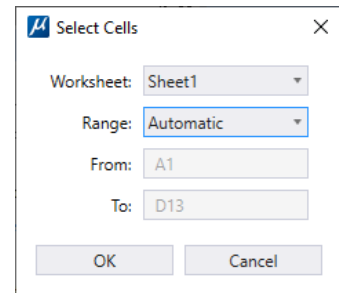 Select Cells
Worksheet: Sheet1
Range: Automatic
From: A1
To: D13
OK Cancel